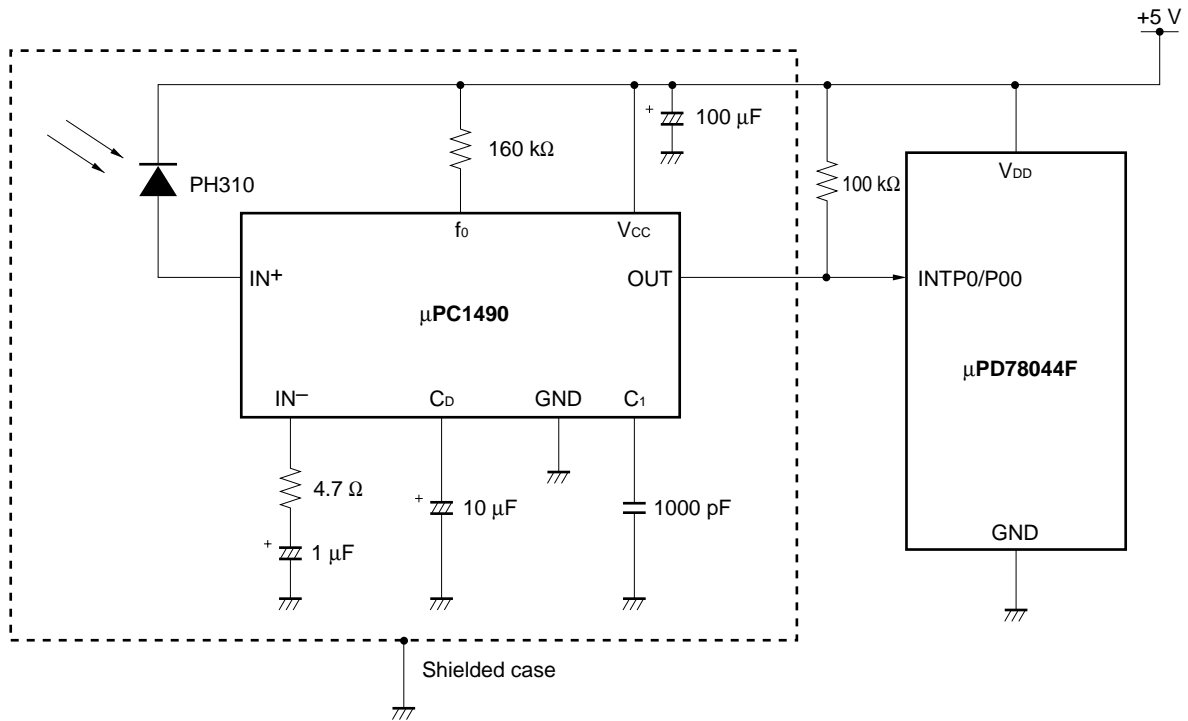 +5 V
100 μF
160 kΩ
VDD
PH310
100 kΩ
f0
VCC
IN+
OUT
INTP0/P00
μPC1490
μPD78044F
IN–
CD
GND
C1
4.7 Ω
+
10 μF
1000 pF
+
1 μF
+
GND
Shielded case